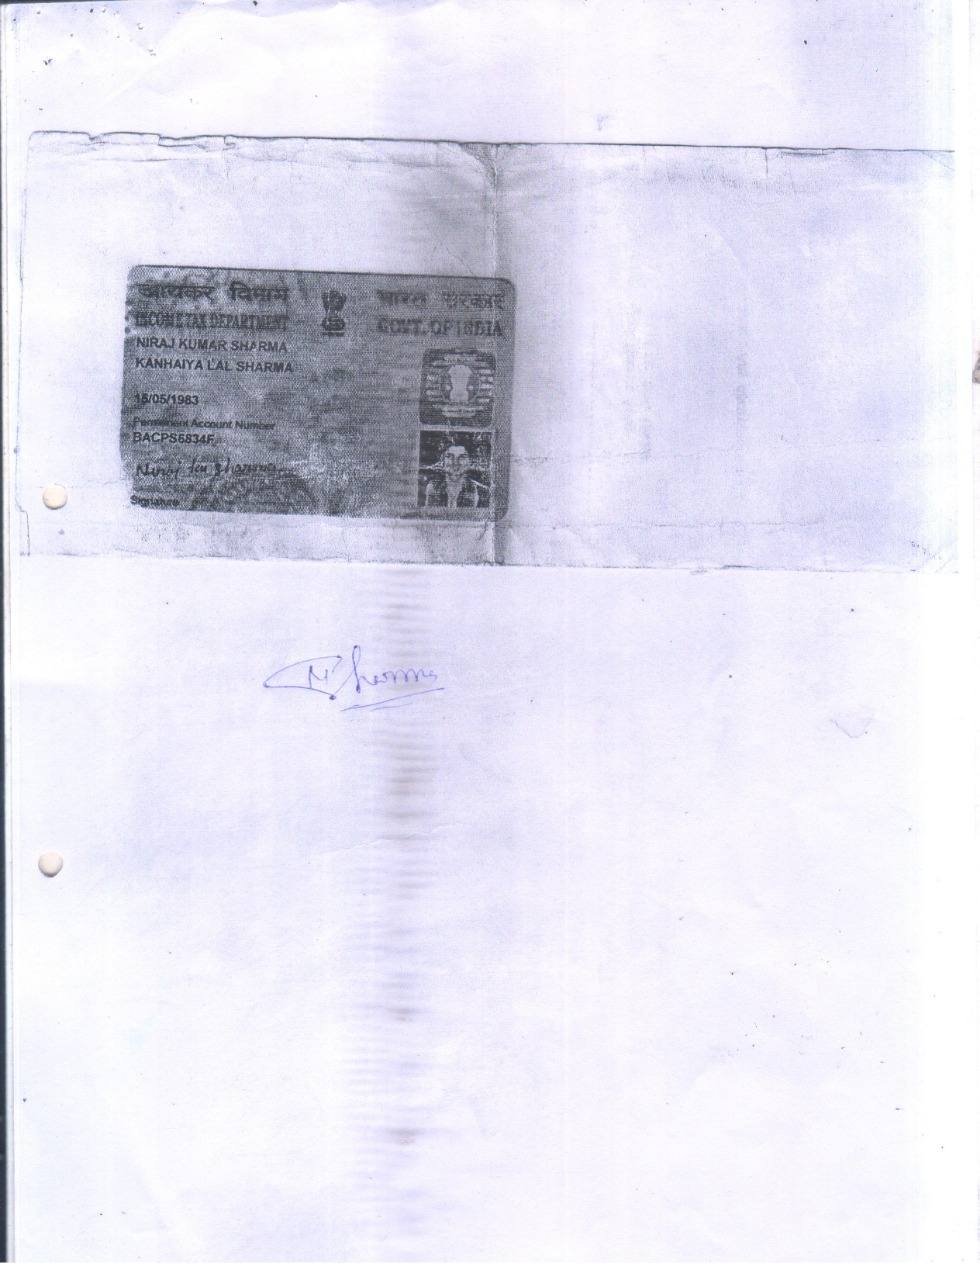 आयकर विभाग
भारत सरकार
INCOME TAX DEPARTMENT
GOVT. OF INDIA
NIRAJ KUMAR SHARMA
KANHAIYA LAL SHARMA
15/05/1983
Permanent Account Number
BACPS6834F
Niraj Ku Sharma
Signature
NSharma